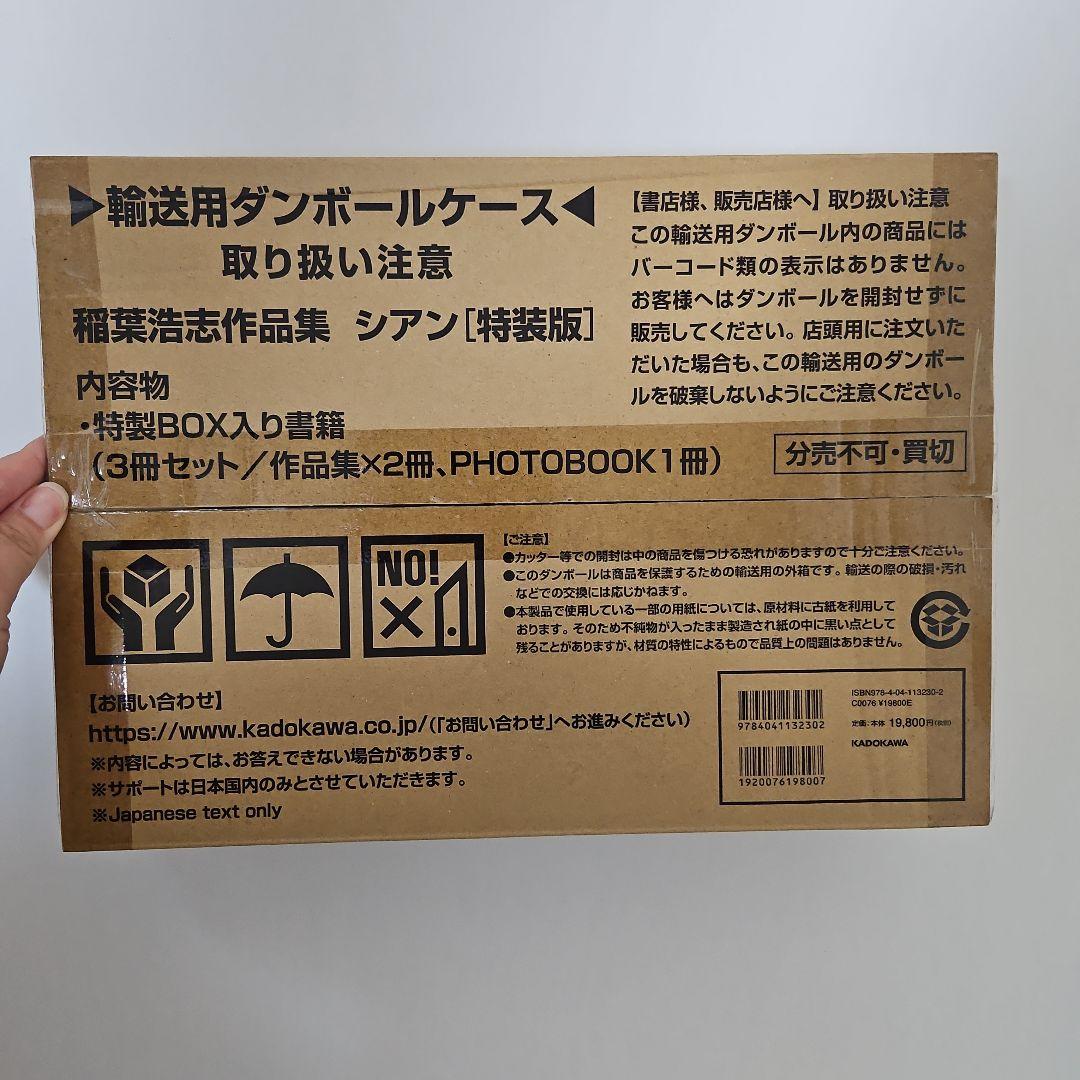 ▶輸送用ダンボールケース◀
取り扱い注意
稲葉浩志作品集 シアン[特装版]
内容物
・特製BOX入り書籍
(3冊セット/作品集×2冊、PHOTOBOOK1冊)
【書店様、販売店様へ】取り扱い注意
この輸送用ダンボール内の商品には
バーコード類の表示はありません。
お客様へはダンボールを開封せずに
販売してください。店頭用に注文いた
だいた場合も、この輸送用のダンボー
ルを破棄しないようにご注意ください。
分売不可・買切
NO!
【ご注意】
●カッター等での開封は中の商品を傷つける恐れがありますので十分ご注意ください。
●このダンボールは商品を保護するための輸送用の外箱です。輸送の際の破損・汚れ
などでの交換には応じかねます。
●本製品で使用している一部の用紙については、原材料に古紙を利用して
おります。そのため不純物が入ったまま製造され紙の中に黒い点として
残ることがありますが、材質の特性によるもので品質上の問題はありません。
【お問い合わせ】
https://www.kadokawa.co.jp/(「お問い合わせ」へお進みください)
※内容によっては、お答えできない場合があります。
※サポートは日本国内のみとさせていただきます。
※Japanese text only
9784041132302
1920076198007
ISBN978-4-04-113230-2
C0076 ¥19800E
定価:本体 19,800円(税別)
KADOKAWA